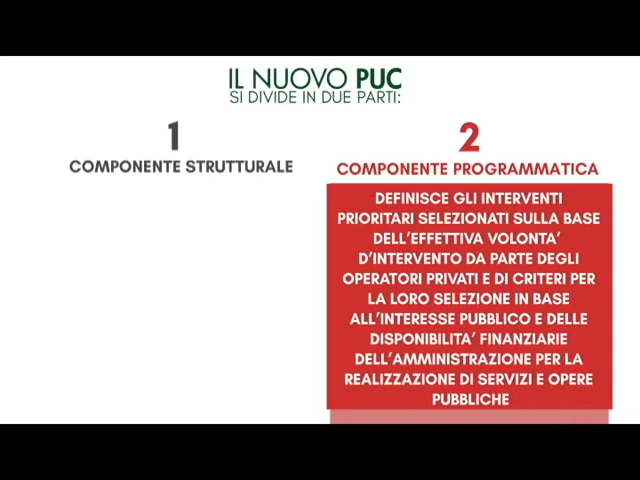 IL NUOVO PUC
SI DIVIDE IN DUE PARTI:
1
COMPONENTE STRUTTURALE
2
COMPONENTE PROGRAMMATICA
DEFINISCE GLI INTERVENTI
PRIORITARI SELEZIONATI SULLA BASE
DELL'EFFETTIVA VOLONTA'
D'INTERVENTO DA PARTE DEGLI
OPERATORI PRIVATI E DI CRITERI PER
LA LORO SELEZIONE IN BASE
ALL'INTERESSE PUBBLICO E DELLE
DISPONIBILITA' FINANZIARIE
DELL'AMMINISTRAZIONE PER LA
REALIZZAZIONE DI SERVIZI E OPERE
PUBBLICHE